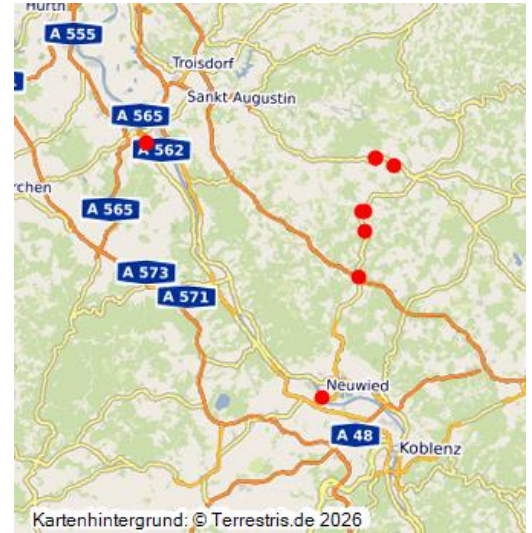 Hürth
A 555
Troisdorf
Sankt Augustin
A 565
A 562
rchen
A 565
A 573
A 571
Neuwied
A 48
Koblenz
Kartenhintergrund: © Terrestris.de 2026